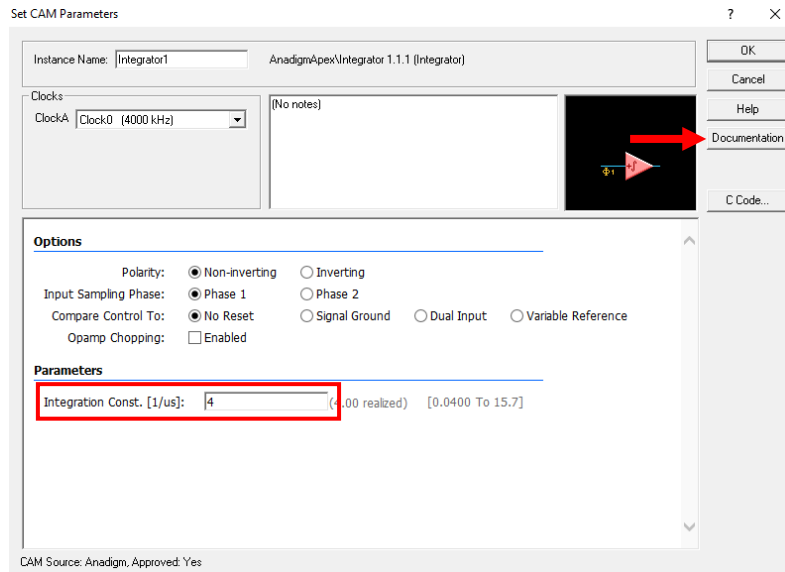 Set CAM Parameters ? ×
Instance Name: Integrator1 AnadigmApex\Integrator 1.1.1 (Integrator) OK
Cancel
Clocks (No notes) Help
ClockA Clock0 (4000 kHz) Documentation
+∫
Φ1
C Code...
Options
Polarity: Non-inverting Inverting
Input Sampling Phase: Phase 1 Phase 2
Compare Control To: No Reset Signal Ground Dual Input Variable Reference
Opamp Chopping: Enabled
Parameters
Integration Const. [1/us]: 4 (4.00 realized) [0.0400 To 15.7]
CAM Source: Anadigm, Approved: Yes